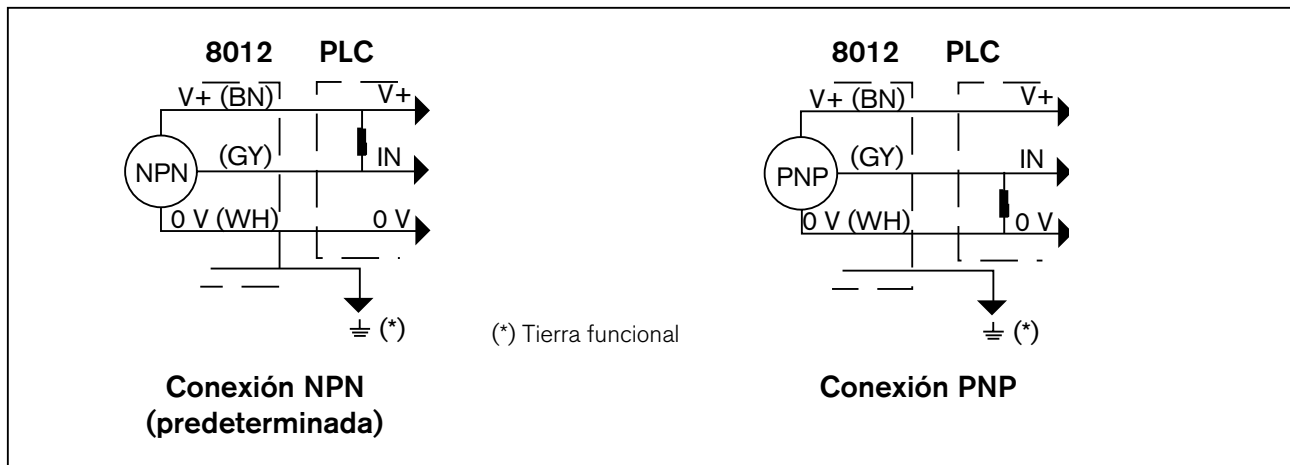 8012 PLC
V+ (BN) V+
NPN (GY) IN
0 V (WH) 0 V
(*)
Conexión NPN
(predeterminada)
(*) Tierra funcional
8012 PLC
V+ (BN) V+
PNP (GY) IN
0 V (WH) 0 V
(*)
Conexión PNP